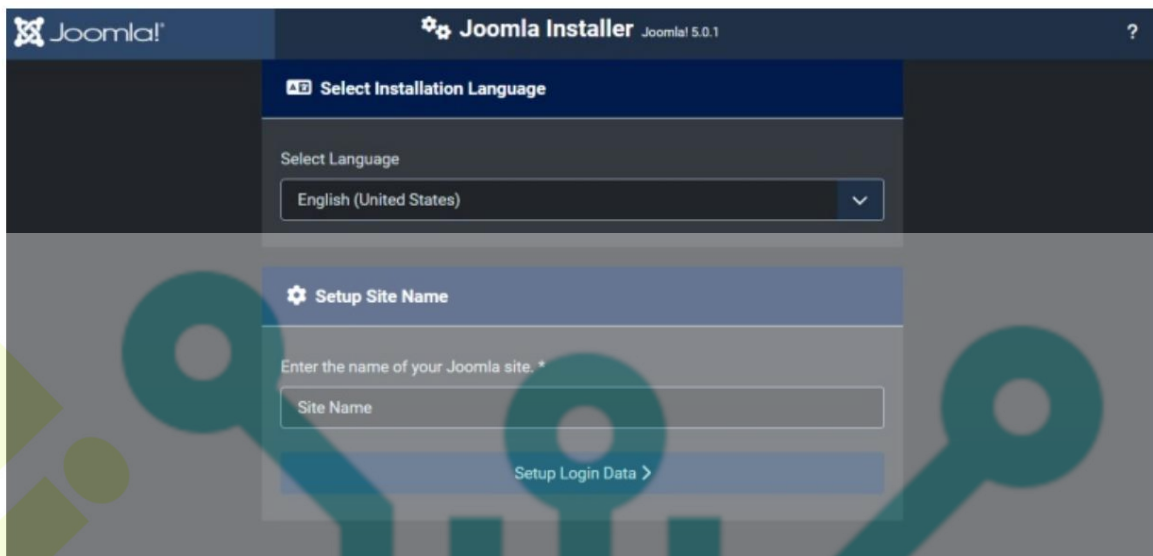 Joomla!®
Joomla Installer Joomla! 5.0.1
?
Select Installation Language
Select Language
English (United States)
Setup Site Name
Enter the name of your Joomla site. *
Site Name
Setup Login Data >